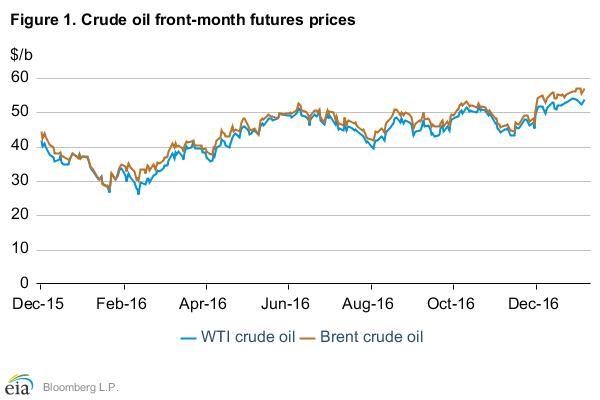 Figure 1. Crude oil front-month futures prices
$/b
60
50
40
30
20
10
0
Dec-15 Feb-16 Apr-16 Jun-16 Aug-16 Oct-16 Dec-16
WTI crude oil Brent crude oil
eia Bloomberg L.P.